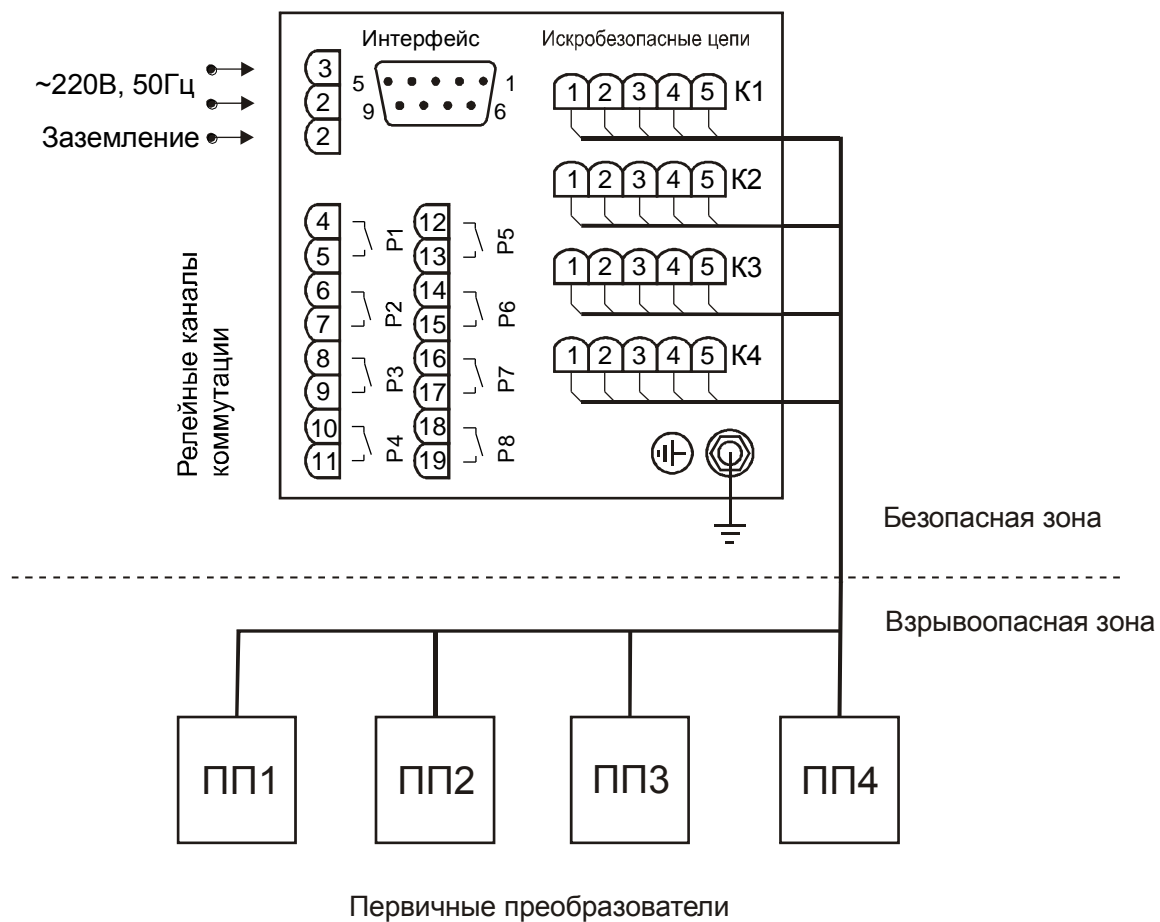 Интерфейс
Искробезопасные цепи
~220В, 50Гц
Заземление
3
2
2
5 1
9 6
1 2 3 4 5 К1
1 2 3 4 5 К2
1 2 3 4 5 К3
1 2 3 4 5 К4
Релейные каналы
коммутации
4
5
Р1
6
7
Р2
8
9
Р3
10
11
Р4
12
13
Р5
14
15
Р6
16
17
Р7
18
19
Р8
Безопасная зона
Взрывоопасная зона
ПП1 ПП2 ПП3 ПП4
Первичные преобразователи